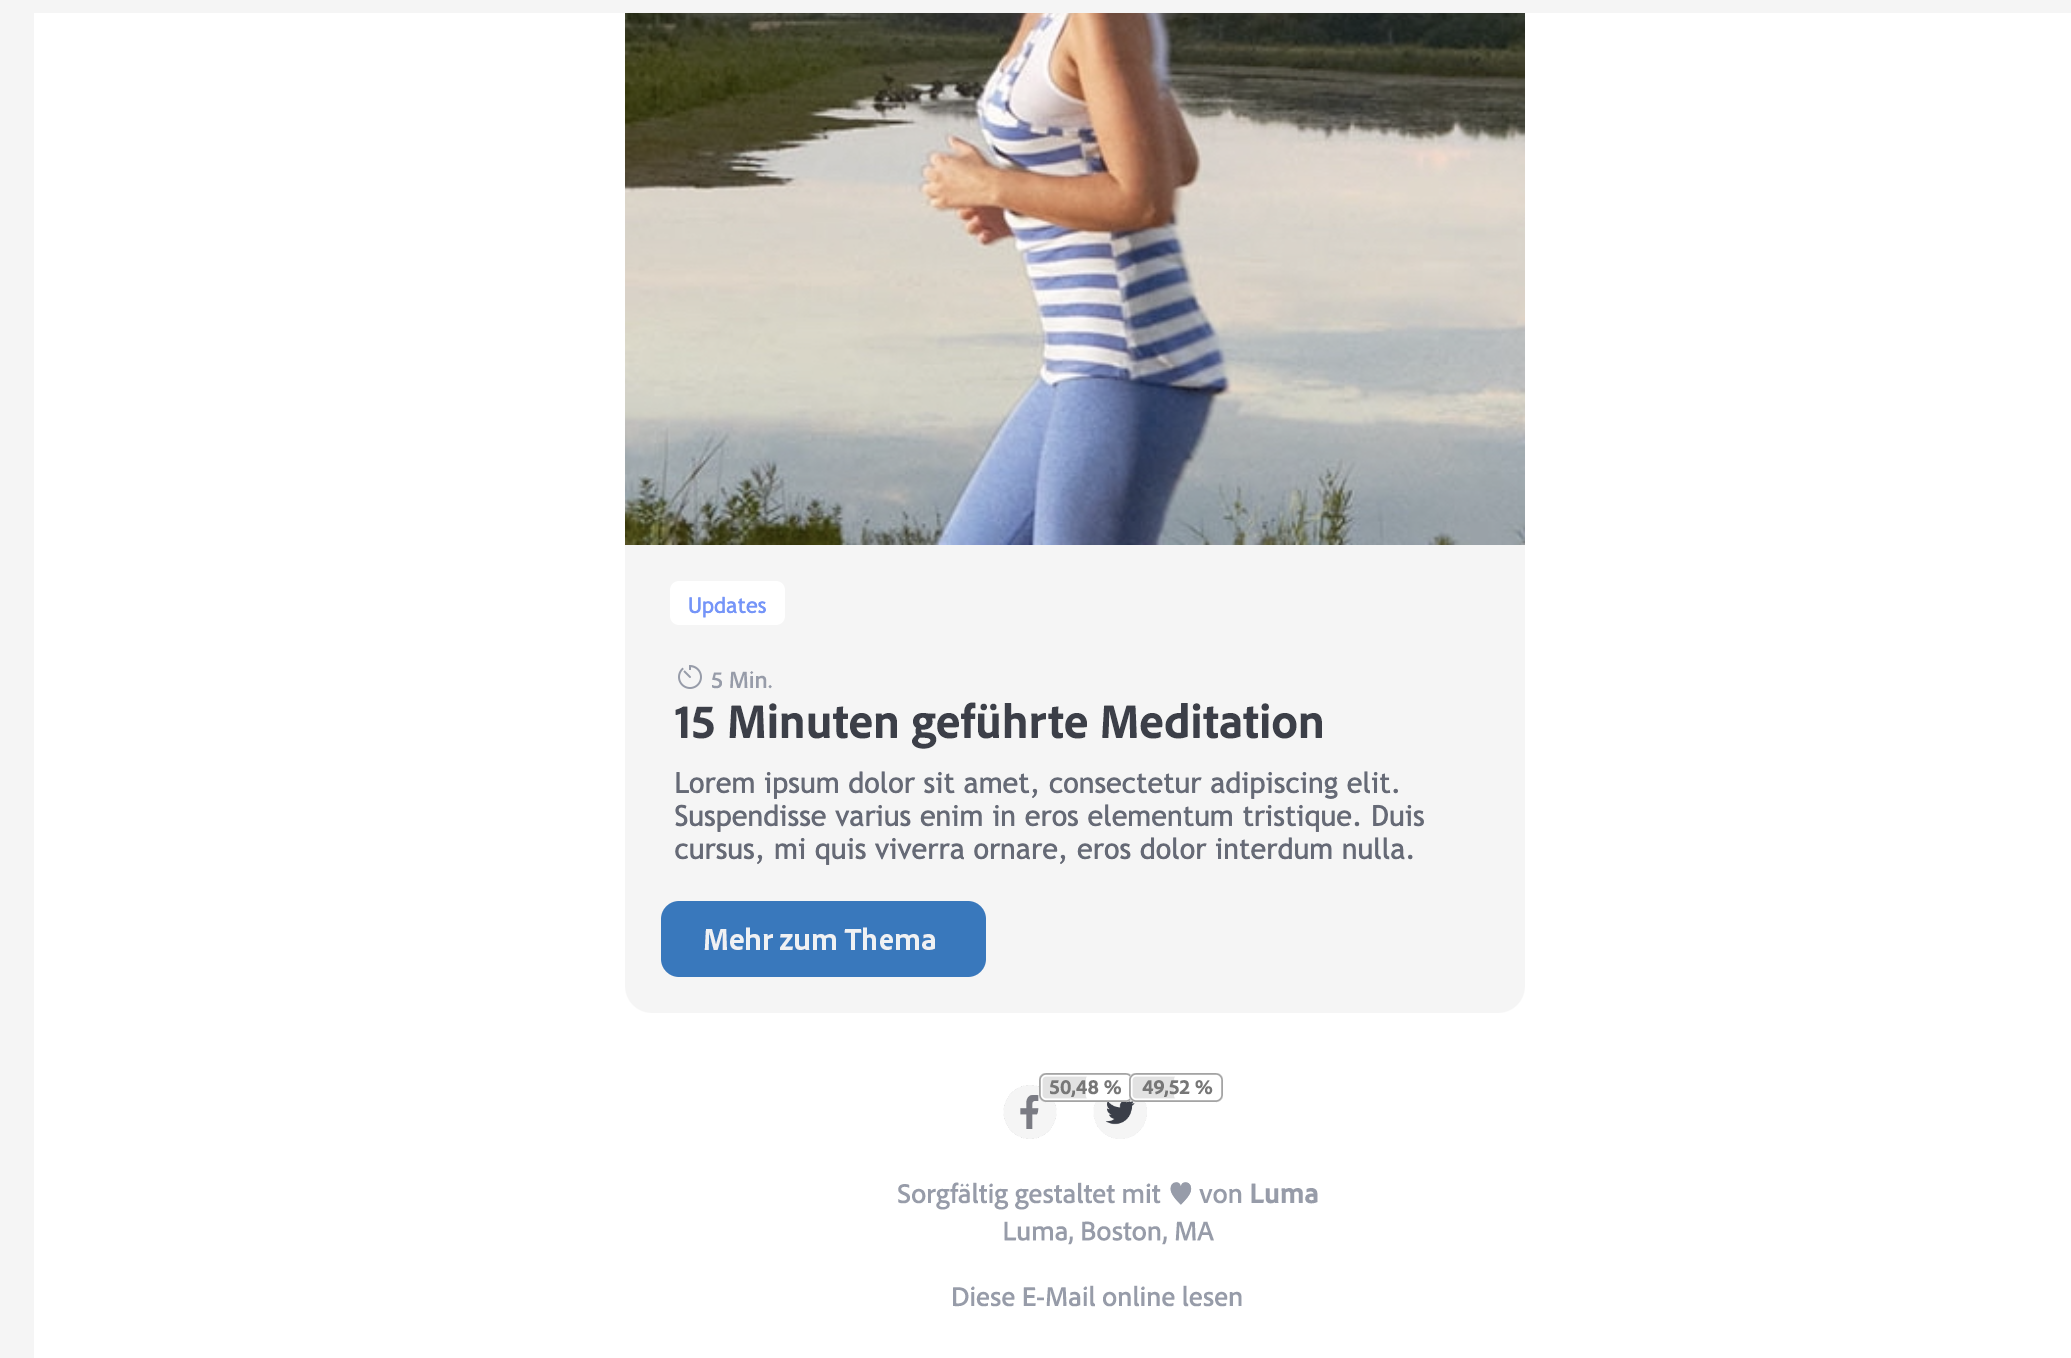 Updates
5 Min.
15 Minuten geführte Meditation
Lorem ipsum dolor sit amet, consectetur adipiscing elit.
Suspendisse varius enim in eros elementum tristique. Duis
cursus, mi quis viverra ornare, eros dolor interdum nulla.
Mehr zum Thema
50,48 % 49,52 %
Sorgfältig gestaltet mit ♥ von Luma
Luma, Boston, MA
Diese E-Mail online lesen